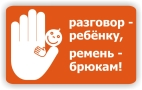 разговор -
ребёнку,
ремень -
брюкам!